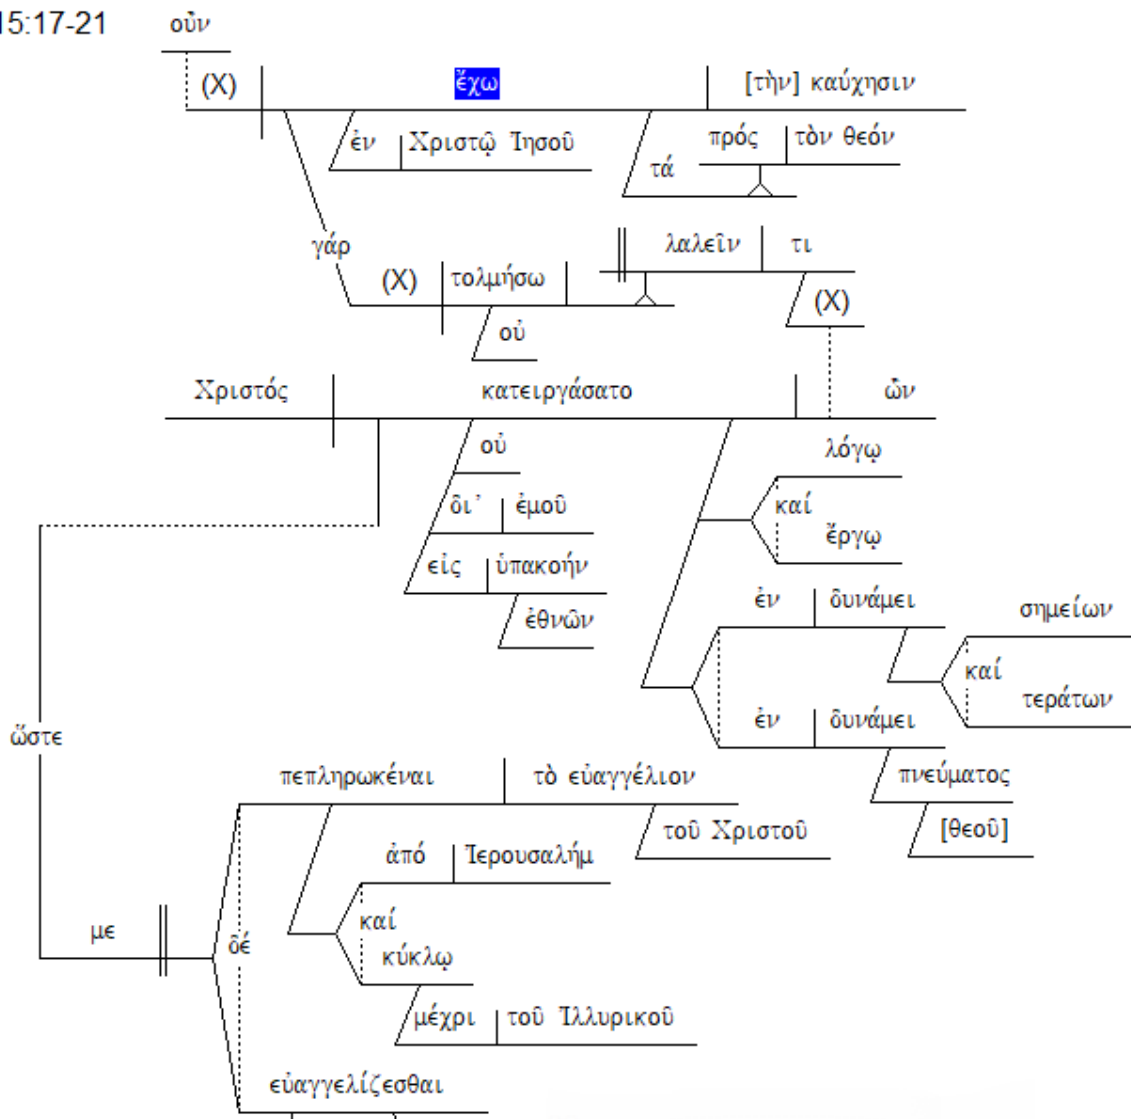 15:17-21 οὖν
(X) ἔχω [τὴν] καύχησιν
ἐν Χριστῷ Ἰησοῦ πρός τὸν θεόν
τά
γάρ λαλεῖν τι
(X) τολμήσω (X)
οὐ
Χριστός κατειργάσατο ὧν
οὐ λόγῳ
δι᾽ ἐμοῦ καί
ἔργῳ
εἰς ὑπακοήν
ἐν δυνάμει σημείων
ἐθνῶν
καί
τεράτων
ἐν δυνάμει
ὥστε
πεπληρωκέναι τὸ εὐαγγέλιον πνεύματος
τοῦ Χριστοῦ [θεοῦ]
ἀπό Ἰερουσαλήμ
καί
με δέ
κύκλῳ
μέχρι τοῦ Ἰλλυρικοῦ
εὐαγγελίζεσθαι